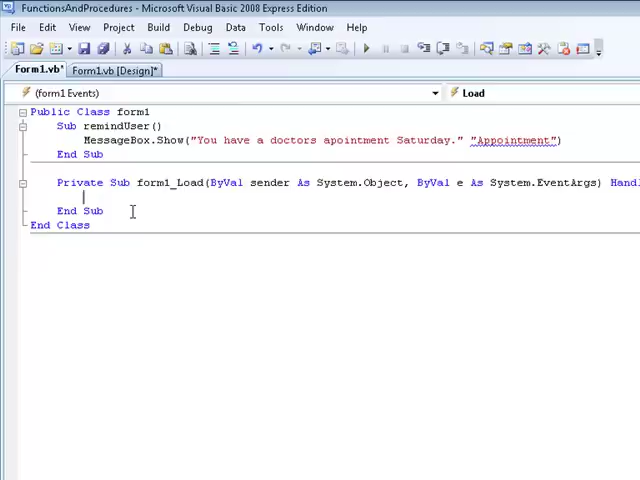 FunctionsAndProcedures - Microsoft Visual Basic 2008 Express Edition
File Edit View Project Build Debug Data Tools Window Help
Form1.vb* Form1.vb [Design]*
(form1 Events) Load
Public Class form1
Sub remindUser()
MessageBox.Show("You have a doctors apointment Saturday." "Appointment")
End Sub
Private Sub form1_Load(ByVal sender As System.Object, ByVal e As System.EventArgs) Handl
End Sub
End Class